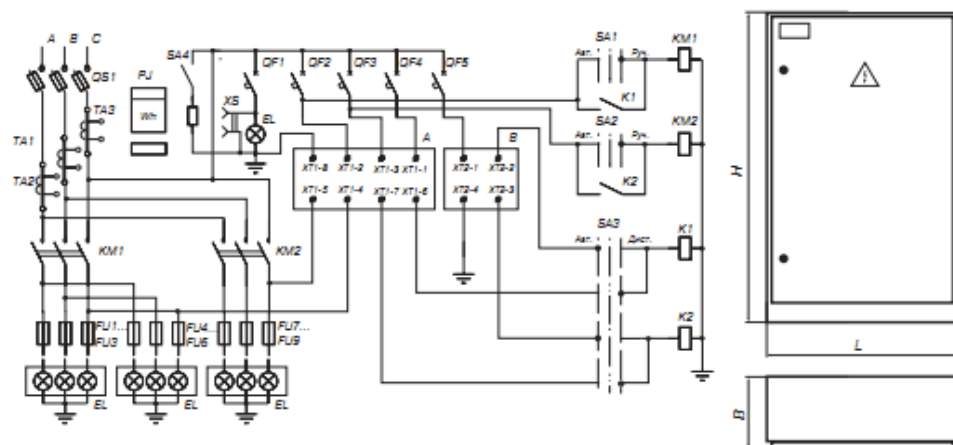 A B C
QS1
PJ
Wh
TA3
TA1
TA2
SA4
XS
EL
QF1 QF2 QF3 QF4 QF5
A
XT1-8 XT1-2 XT1-3 XT1-1
XT1-5 XT1-4 XT1-7 XT1-6
B
XT2-1 XT2-2
XT2-4 XT2-3
SA1
Авт. Руч.
KM1
K1
SA2
Авт. Руч.
KM2
K2
SA3
Авт. Дист.
K1
K2
KM1
KM2
FU1...
FU3
FU4...
FU6
FU7...
FU9
EL
EL
EL
H
L
B